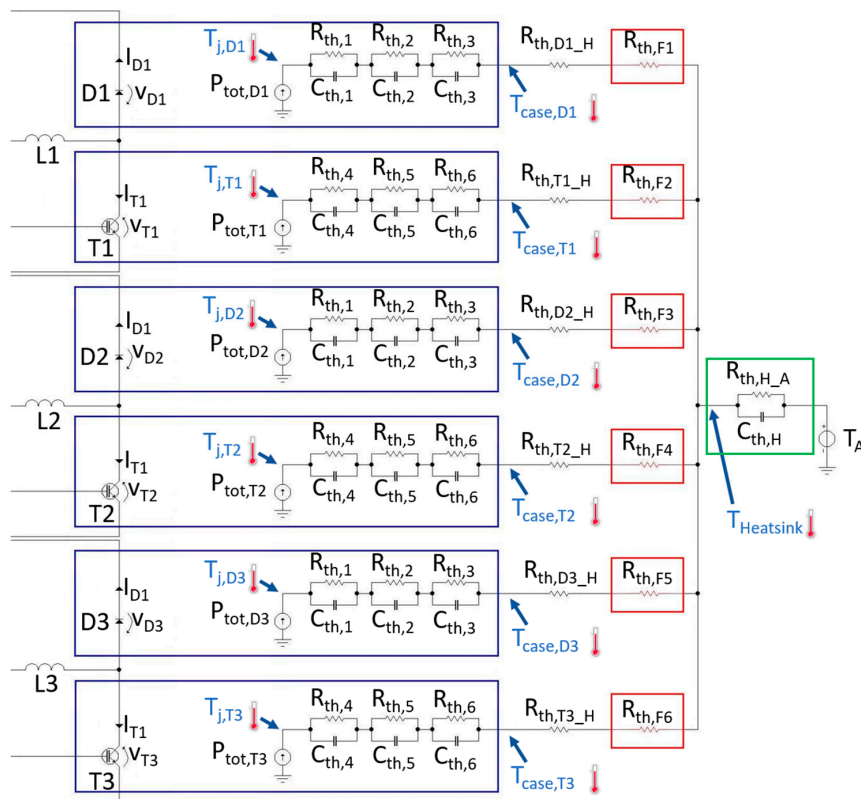 T_j,D1 R_th,1 R_th,2 R_th,3 R_th,D1_H R_th,F1
I_D1
D1 V_D1 P_tot,D1 C_th,1 C_th,2 C_th,3 T_case,D1
L1
T_j,T1 R_th,4 R_th,5 R_th,6 R_th,T1_H R_th,F2
I_T1
V_T1 P_tot,T1 C_th,4 C_th,5 C_th,6 T_case,T1
T1
T_j,D2 R_th,1 R_th,2 R_th,3 R_th,D2_H R_th,F3
I_D1
D2 V_D2 P_tot,D2 C_th,1 C_th,2 C_th,3 T_case,D2
R_th,H_A
L2 C_th,H + - T_A
T_j,T2 R_th,4 R_th,5 R_th,6 R_th,T2_H R_th,F4
I_T1
V_T2 P_tot,T2 C_th,4 C_th,5 C_th,6 T_case,T2
T2 T_Heatsink
T_j,D3 R_th,1 R_th,2 R_th,3 R_th,D3_H R_th,F5
I_D1
D3 V_D3 P_tot,D3 C_th,1 C_th,2 C_th,3 T_case,D3
L3
T_j,T3 R_th,4 R_th,5 R_th,6 R_th,T3_H R_th,F6
I_T1
V_T3 P_tot,T3 C_th,4 C_th,5 C_th,6 T_case,T3
T3